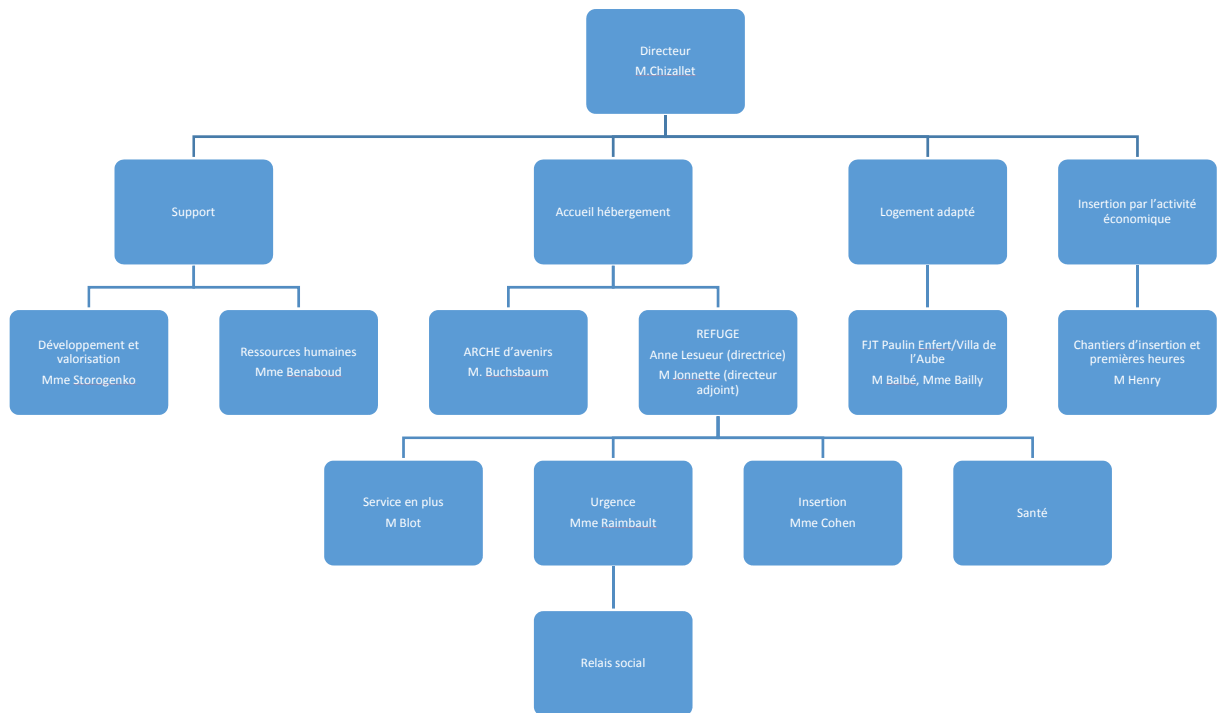 Directeur
M.Chizallet
Support
Accueil hébergement
Logement adapté
Insertion par l’activité
économique
Développement et
valorisation
Mme Storogenko
Ressources humaines
Mme Benaboud
ARCHE d’avenirs
M. Buchsbaum
REFUGE
Anne Lesueur (directrice)
M Jonnette (directeur
adjoint)
FJT Paulin Enfert/Villa de
l’Aube
M Balbé, Mme Bailly
Chantiers d’insertion et
premières heures
M Henry
Service en plus
M Blot
Urgence
Mme Raimbault
Insertion
Mme Cohen
Santé
Relais social